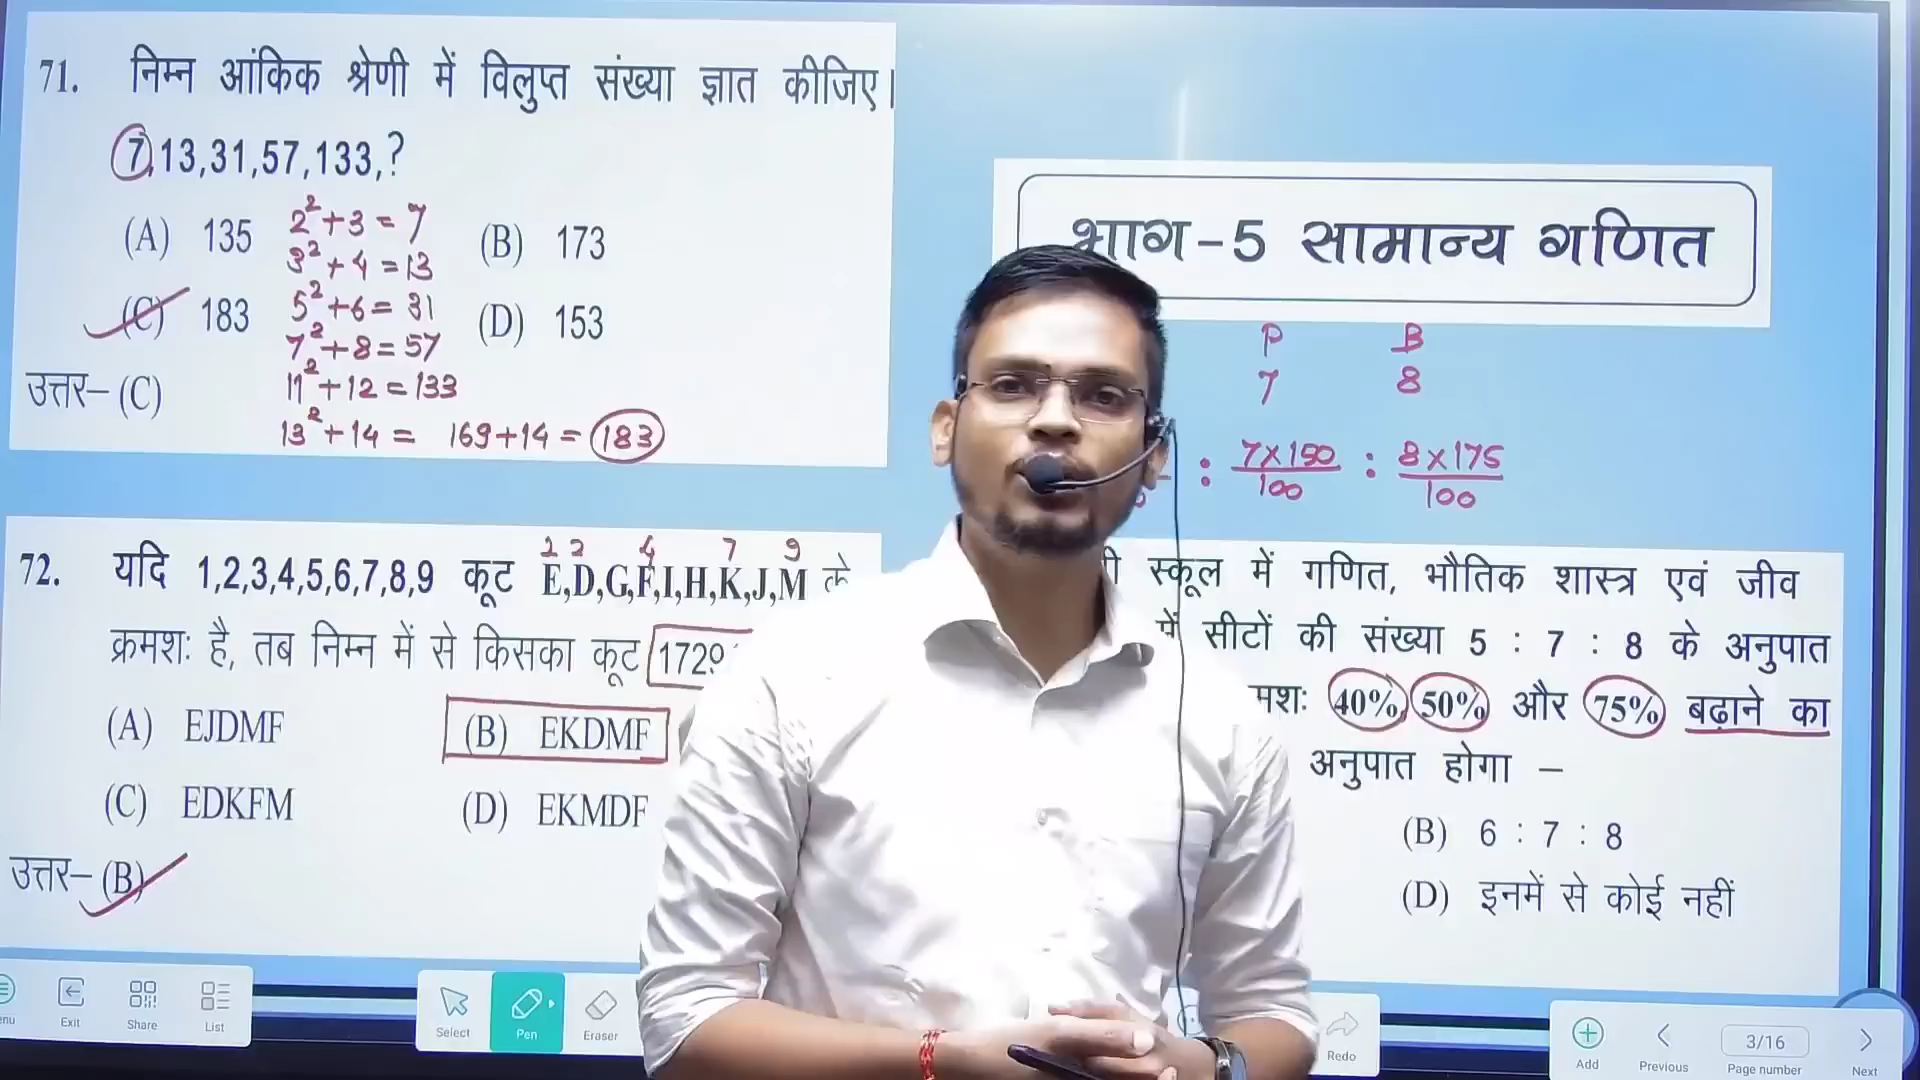 71. निम्न आंकिक श्रेणी में विलुप्त संख्या ज्ञात कीजिए।
7,13,31,57,133,?
(A) 135 (B) 173
(C) 183 (D) 153
उत्तर– (C)
2²+3 = 7
3²+4 = 13
5²+6 = 31
7²+8 = 57
11²+12 = 133
13²+14 = 169+14 = 183
72. यदि 1,2,3,4,5,6,7,8,9 कूट E,D,G,F,I,H,K,J,M के
4 7 9
क्रमशः है, तब निम्न में से किसका कूट
(A) EJDMF (B) EKDMF
(C) EDKFM (D) EKMDF
उत्तर– (B)
भाग-5 सामान्य गणित
P B
7 8
: 7×150/100 : 8×175/100
स्कूल में गणित, भौतिक शास्त्र एवं जीव
में सीटों की संख्या 5 : 7 : 8 के अनुपात
40%, 50% और 75% बढ़ाने का
अनुपात होगा –
(B) 6 : 7 : 8
(D) इनमें से कोई नहीं
Exit Share List Select Pen Eraser Redo Add Previous 3/16 Page number Next